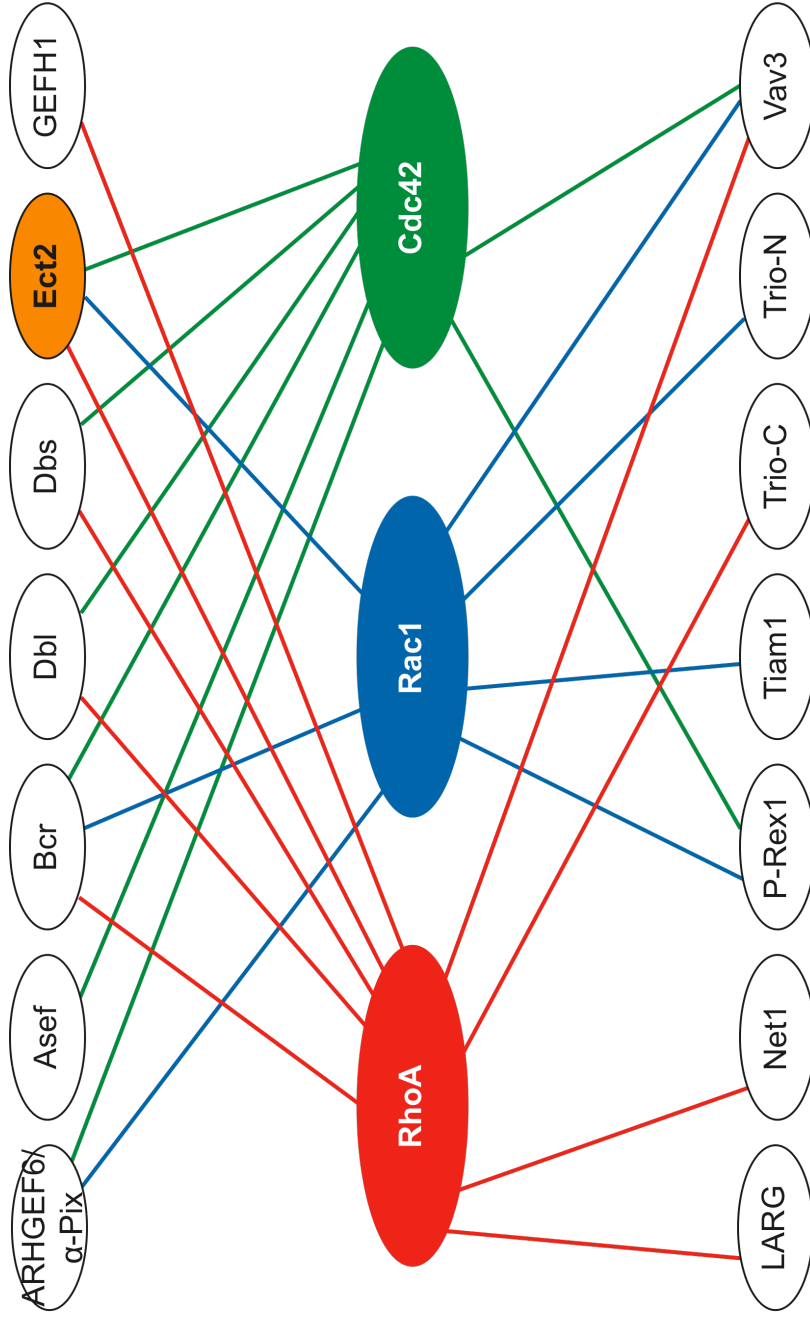 ARHGEF6/
α-Pix
Asef
Bcr
Dbl
Dbs
Ect2
GEFH1
RhoA
Rac1
Cdc42
LARG
Net1
P-Rex1
Tiam1
Trio-C
Trio-N
Vav3